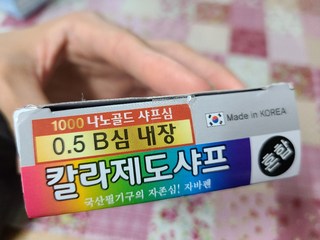 1000 나노골드 샤프심
0.5 B심 내장
Made in KOREA
칼라제도샤프
혼합
국산필기구의 자존심! 자바펜